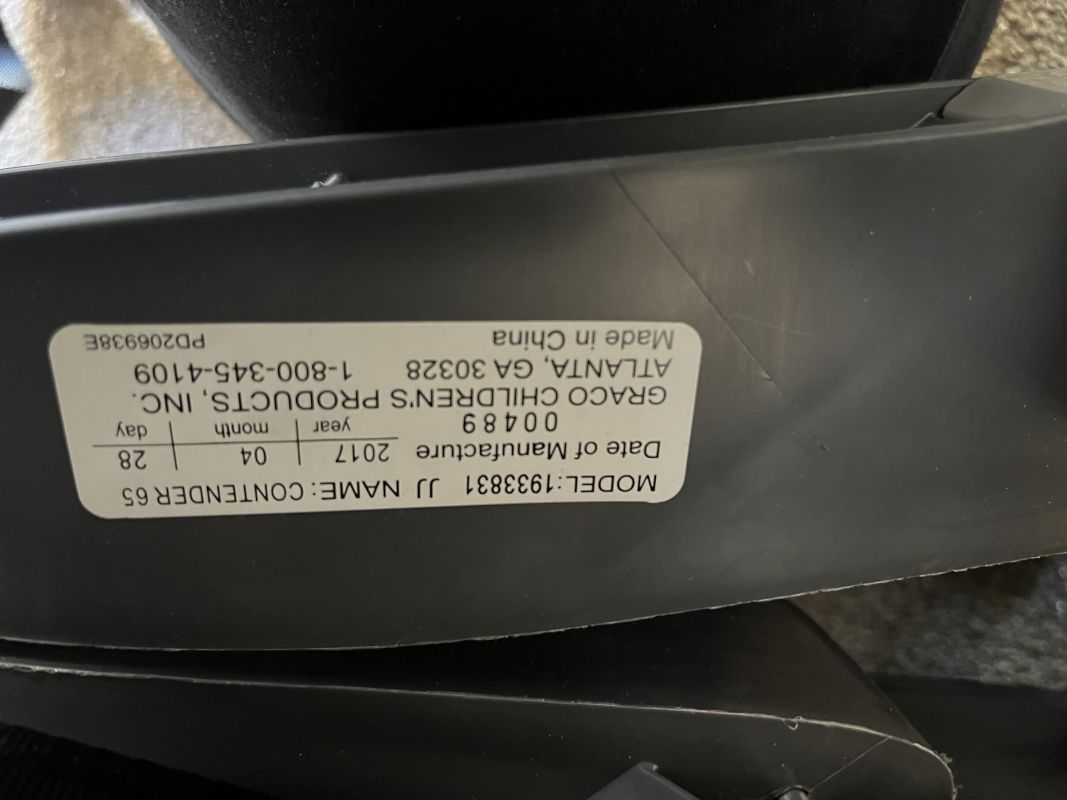 MODEL:1933831 JJ NAME: CONTENDER 65
Date of Manufacture 2017 | 04 | 28
00489 year | month | day
GRACO CHILDREN'S PRODUCTS, INC.
ATLANTA, GA 30328 1-800-345-4109
Made in China PD206938E